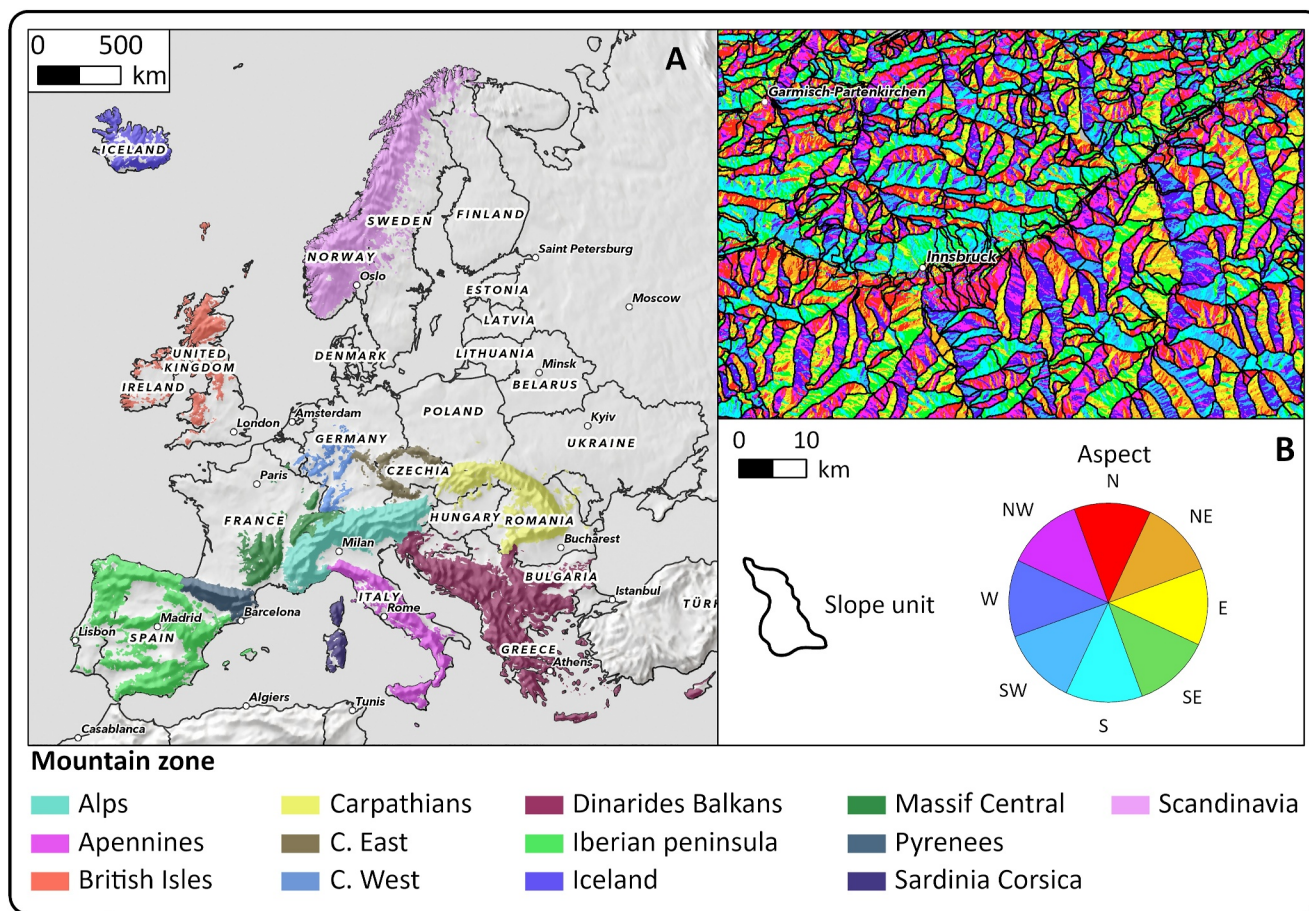 0 500
km
A
ICELAND
SWEDEN
FINLAND
NORWAY
Oslo
Saint Petersburg
ESTONIA
Moscow
LATVIA
DENMARK
LITHUANIA
Minsk
BELARUS
UNITED
KINGDOM
IRELAND
London
Amsterdam
POLAND
Kyiv
UKRAINE
GERMANY
Paris
CZECHIA
FRANCE
HUNGARY
ROMANIA
Milan
Bucharest
BULGARIA
ITALY
Rome
Istanbul
TÜRK
Barcelona
Madrid
Lisbon
SPAIN
GREECE
Athens
Algiers
Tunis
Casablanca
Garmisch-Partenkirchen
Innsbruck
0 10
km
B
Aspect
N
NW
NE
W
E
SW
SE
S
Slope unit
Mountain zone
Alps
Carpathians
Dinarides Balkans
Massif Central
Scandinavia
Apennines
C. East
Iberian peninsula
Pyrenees
British Isles
C. West
Iceland
Sardinia Corsica